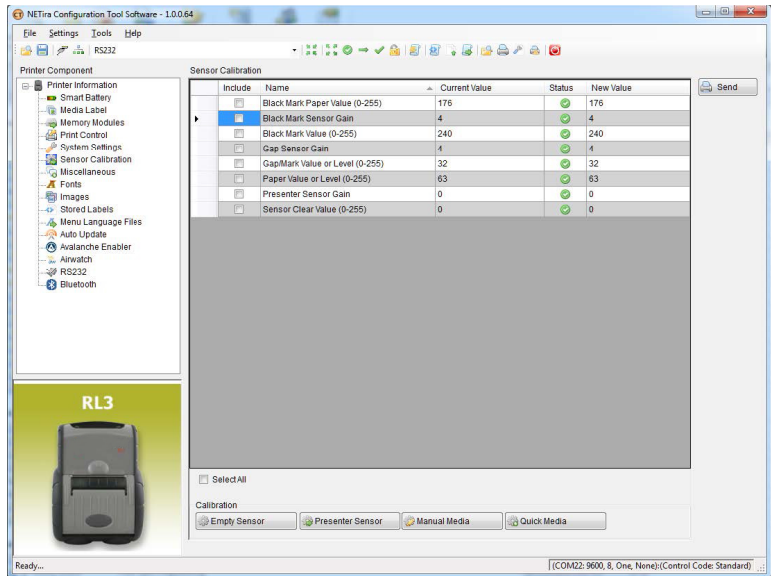 NETira Configuration Tool Software - 1.0.0.64
File Settings Tools Help
RS232
Printer Component
Printer Information
Smart Battery
Media Label
Memory Modules
Print Control
System Settings
Sensor Calibration
Miscellaneous
Fonts
Images
Stored Labels
Menu Language Files
Auto Update
Avalanche Enabler
Airwatch
RS232
Bluetooth
RL3
Sensor Calibration
Include Name Current Value Status New Value
Black Mark Paper Value (0-255) 176 176
Black Mark Sensor Gain 4 4
Black Mark Value (0-255) 240 240
Gap Sensor Gain 4 4
Gap/Mark Value or Level (0-255) 32 32
Paper Value or Level (0-255) 63 63
Presenter Sensor Gain 0 0
Sensor Clear Value (0-255) 0 0
Send
Select All
Calibration
Empty Sensor Presenter Sensor Manual Media Quick Media
Ready... (COM22: 9600, 8, One, None):(Control Code: Standard)